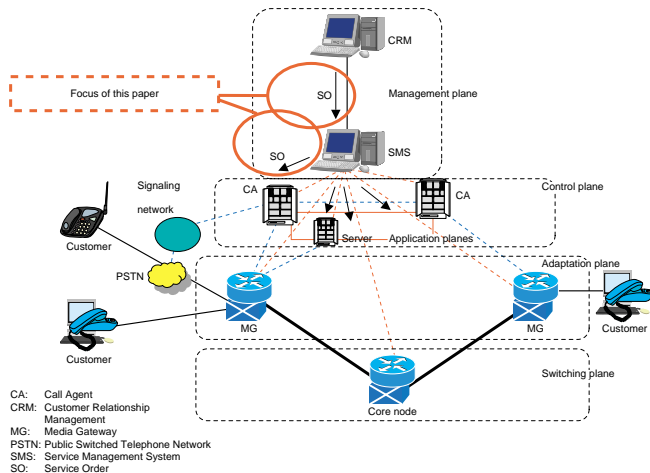 CRM
Focus of this paper
SO
Management plane
SO
SMS
CA
Control plane
Signaling
network
CA
Customer
Server
Application planes
PSTN
Adaptation plane
MG
MG
Customer
Customer
Switching plane
Core node
CA: Call Agent
CRM: Customer Relationship
Management
MG: Media Gateway
PSTN: Public Switched Telephone Network
SMS: Service Management System
SO: Service Order